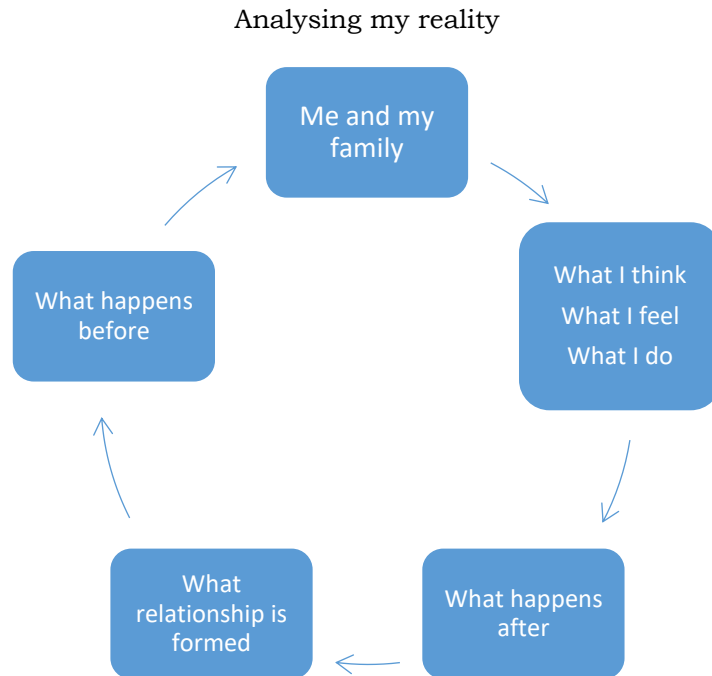 Analysing my reality
Me and my
family
What I think
What I feel
What I do
What happens
after
What
relationship is
formed
What happens
before